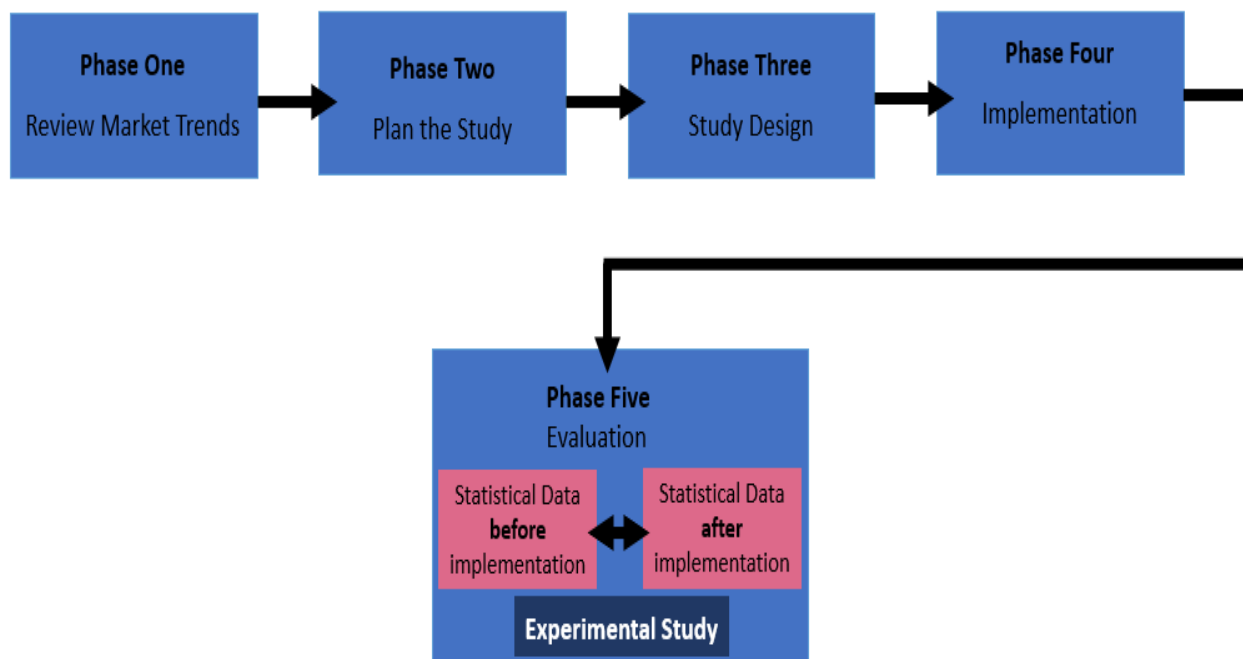 Phase One
Review Market Trends
Phase Two
Plan the Study
Phase Three
Study Design
Phase Four
Implementation
Phase Five
Evaluation
Statistical Data
before
implementation
Statistical Data
after
implementation
Experimental Study